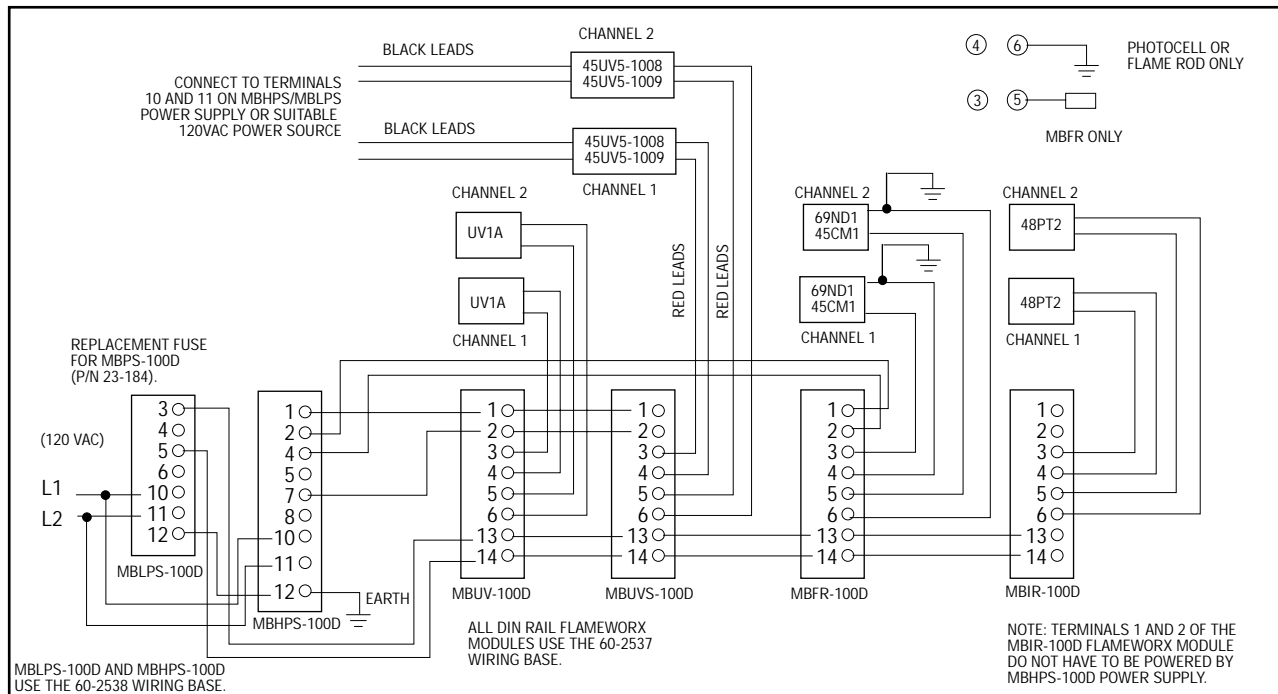 CHANNEL 2
BLACK LEADS
45UV5-1008
45UV5-1009
CONNECT TO TERMINALS
10 AND 11 ON MBHPS/MBLPS
POWER SUPPLY OR SUITABLE
120VAC POWER SOURCE
BLACK LEADS
45UV5-1008
45UV5-1009
CHANNEL 1
4 6
PHOTOCELL OR
FLAME ROD ONLY
3 5
MBFR ONLY
CHANNEL 2
UV1A
UV1A
CHANNEL 1
RED LEADS
RED LEADS
CHANNEL 2
69ND1
45CM1
69ND1
45CM1
CHANNEL 1
CHANNEL 2
48PT2
48PT2
CHANNEL 1
REPLACEMENT FUSE
FOR MBPS-100D
(P/N 23-184).
(120 VAC)
L1
L2
3
4
5
6
10
11
12
MBLPS-100D
1
2
4
5
7
8
10
11
12
EARTH
MBHPS-100D
1
2
3
4
5
6
13
14
MBUV-100D
1
2
3
4
5
6
13
14
MBUVS-100D
1
2
3
4
5
6
13
14
MBFR-100D
1
2
3
4
5
6
13
14
MBIR-100D
MBLPS-100D AND MBHPS-100D
USE THE 60-2538 WIRING BASE.
ALL DIN RAIL FLAMEWORX
MODULES USE THE 60-2537
WIRING BASE.
NOTE: TERMINALS 1 AND 2 OF THE
MBIR-100D FLAMEWORX MODULE
DO NOT HAVE TO BE POWERED BY
MBHPS-100D POWER SUPPLY.